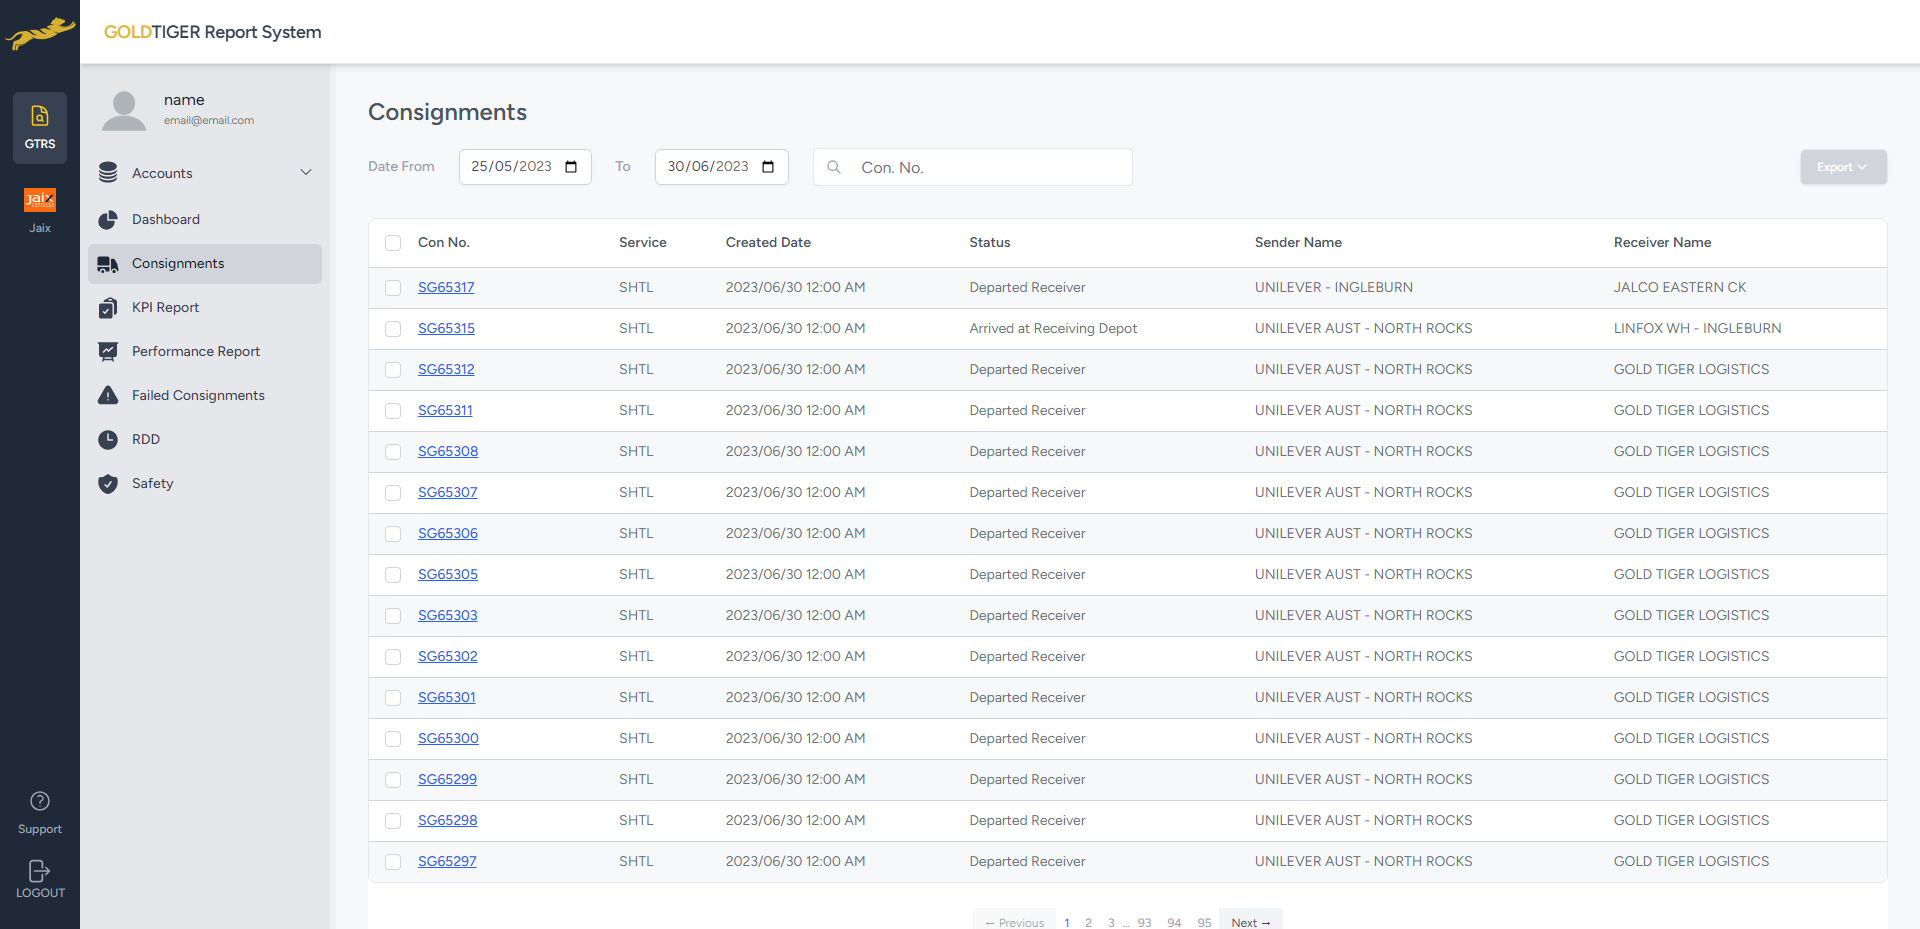 GOLDTIGER Report System
GTRS
jaix
Jaix
Support
LOGOUT
name
email@email.com
Accounts
Dashboard
Consignments
KPI Report
Performance Report
Failed Consignments
RDD
Safety
Consignments
Date From 25/05/2023 To 30/06/2023 Con. No. Export
Con No. Service Created Date Status Sender Name Receiver Name
SG65317 SHTL 2023/06/30 12:00 AM Departed Receiver UNILEVER - INGLEBURN JALCO EASTERN CK
SG65315 SHTL 2023/06/30 12:00 AM Arrived at Receiving Depot UNILEVER AUST - NORTH ROCKS LINFOX WH - INGLEBURN
SG65312 SHTL 2023/06/30 12:00 AM Departed Receiver UNILEVER AUST - NORTH ROCKS GOLD TIGER LOGISTICS
SG65311 SHTL 2023/06/30 12:00 AM Departed Receiver UNILEVER AUST - NORTH ROCKS GOLD TIGER LOGISTICS
SG65308 SHTL 2023/06/30 12:00 AM Departed Receiver UNILEVER AUST - NORTH ROCKS GOLD TIGER LOGISTICS
SG65307 SHTL 2023/06/30 12:00 AM Departed Receiver UNILEVER AUST - NORTH ROCKS GOLD TIGER LOGISTICS
SG65306 SHTL 2023/06/30 12:00 AM Departed Receiver UNILEVER AUST - NORTH ROCKS GOLD TIGER LOGISTICS
SG65305 SHTL 2023/06/30 12:00 AM Departed Receiver UNILEVER AUST - NORTH ROCKS GOLD TIGER LOGISTICS
SG65303 SHTL 2023/06/30 12:00 AM Departed Receiver UNILEVER AUST - NORTH ROCKS GOLD TIGER LOGISTICS
SG65302 SHTL 2023/06/30 12:00 AM Departed Receiver UNILEVER AUST - NORTH ROCKS GOLD TIGER LOGISTICS
SG65301 SHTL 2023/06/30 12:00 AM Departed Receiver UNILEVER AUST - NORTH ROCKS GOLD TIGER LOGISTICS
SG65300 SHTL 2023/06/30 12:00 AM Departed Receiver UNILEVER AUST - NORTH ROCKS GOLD TIGER LOGISTICS
SG65299 SHTL 2023/06/30 12:00 AM Departed Receiver UNILEVER AUST - NORTH ROCKS GOLD TIGER LOGISTICS
SG65298 SHTL 2023/06/30 12:00 AM Departed Receiver UNILEVER AUST - NORTH ROCKS GOLD TIGER LOGISTICS
SG65297 SHTL 2023/06/30 12:00 AM Departed Receiver UNILEVER AUST - NORTH ROCKS GOLD TIGER LOGISTICS
← Previous 1 2 3 ... 93 94 95 Next →